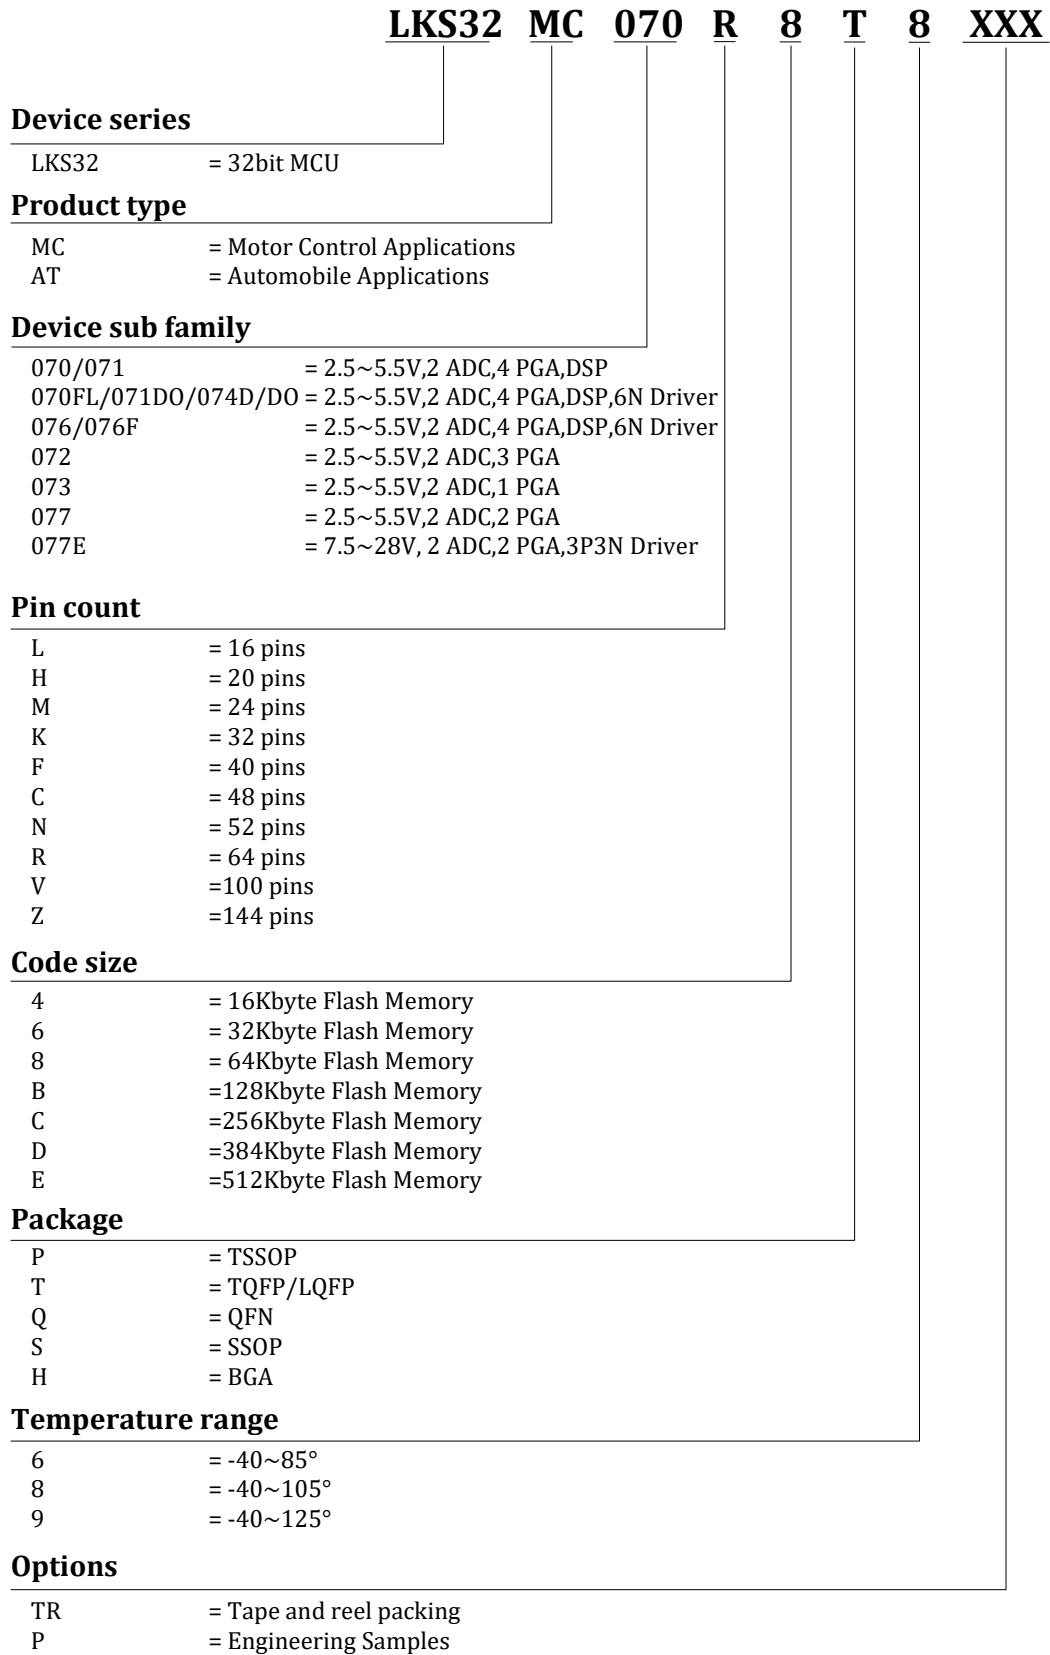 LKS32 MC 070 R 8 T 8 XXX
Device series
LKS32 = 32bit MCU
Product type
MC = Motor Control Applications
AT = Automobile Applications
Device sub family
070/071 = 2.5~5.5V,2 ADC,4 PGA,DSP
070FL/071DO/074D/DO = 2.5~5.5V,2 ADC,4 PGA,DSP,6N Driver
076/076F = 2.5~5.5V,2 ADC,4 PGA,DSP,6N Driver
072 = 2.5~5.5V,2 ADC,3 PGA
073 = 2.5~5.5V,2 ADC,1 PGA
077 = 2.5~5.5V,2 ADC,2 PGA
077E = 7.5~28V, 2 ADC,2 PGA,3P3N Driver
Pin count
L = 16 pins
H = 20 pins
M = 24 pins
K = 32 pins
F = 40 pins
C = 48 pins
N = 52 pins
R = 64 pins
V =100 pins
Z =144 pins
Code size
4 = 16Kbyte Flash Memory
6 = 32Kbyte Flash Memory
8 = 64Kbyte Flash Memory
B =128Kbyte Flash Memory
C =256Kbyte Flash Memory
D =384Kbyte Flash Memory
E =512Kbyte Flash Memory
Package
P = TSSOP
T = TQFP/LQFP
Q = QFN
S = SSOP
H = BGA
Temperature range
6 = -40~85°
8 = -40~105°
9 = -40~125°
Options
TR = Tape and reel packing
P = Engineering Samples